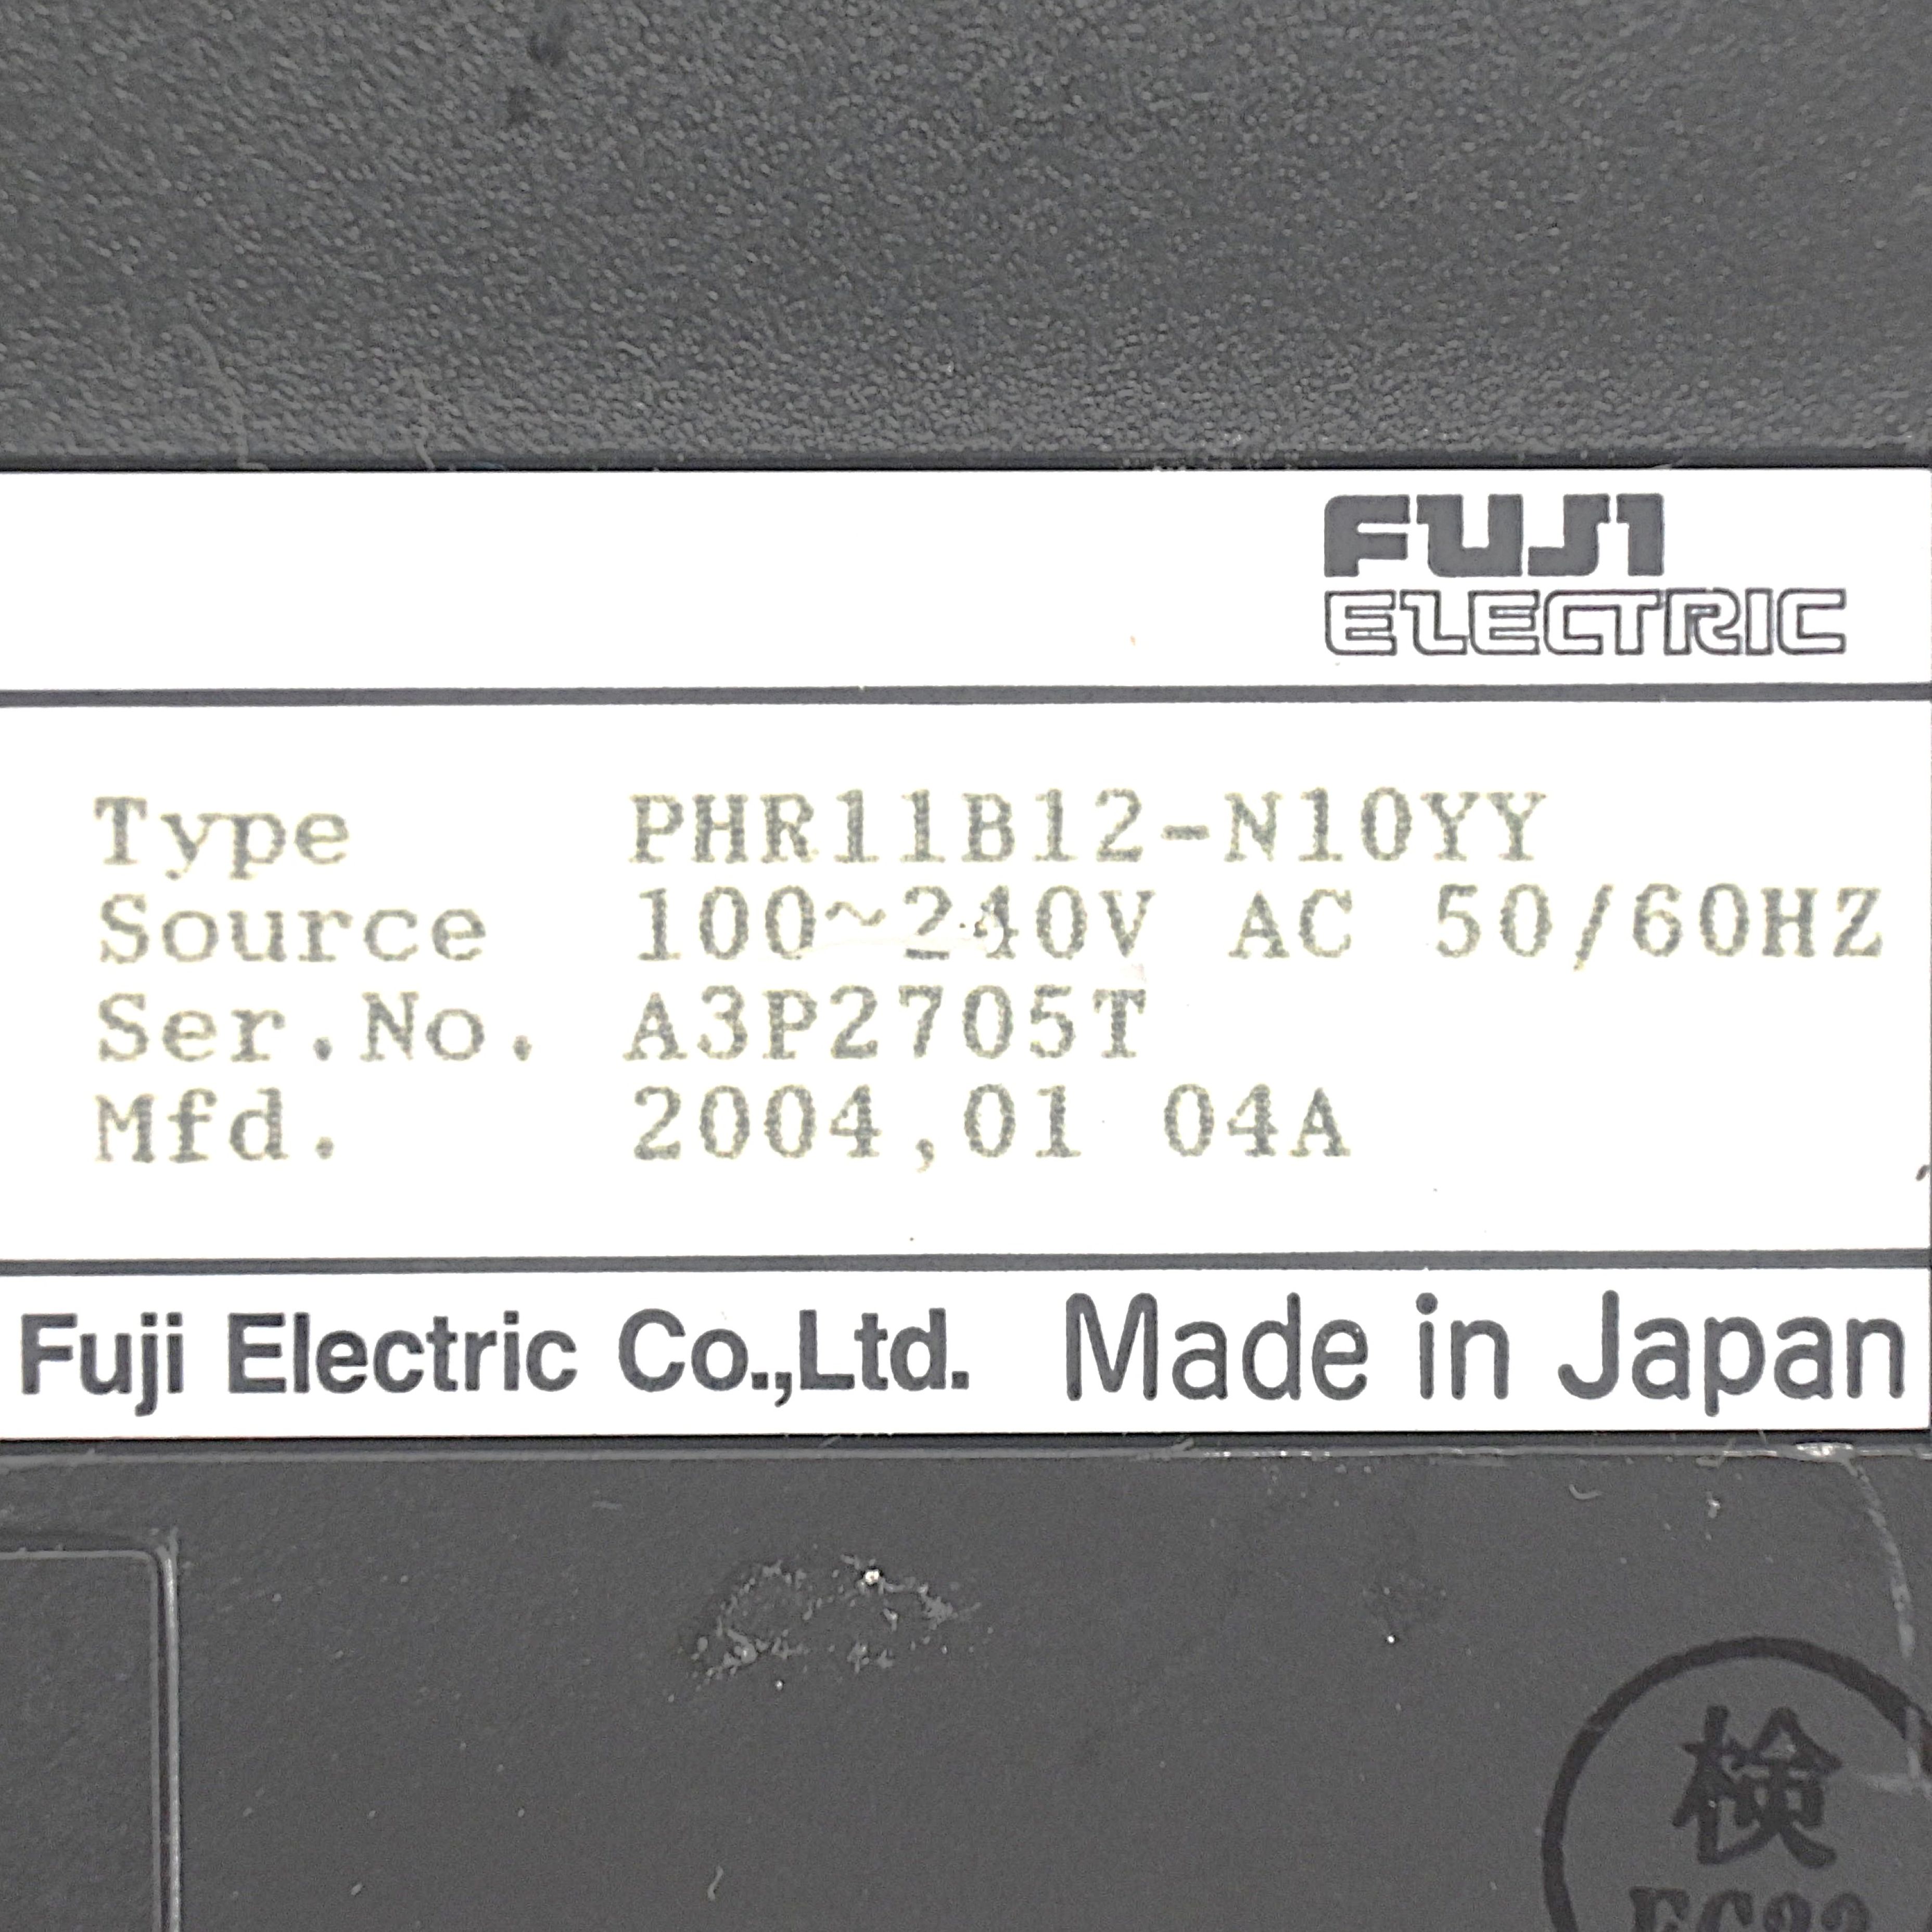 FUJI
ELECTRIC
Type PHR11B12-N10YY
Source 100~240V AC 50/60HZ
Ser.No. A3P2705T
Mfd. 2004,01 04A
Fuji Electric Co.,Ltd. Made in Japan
検